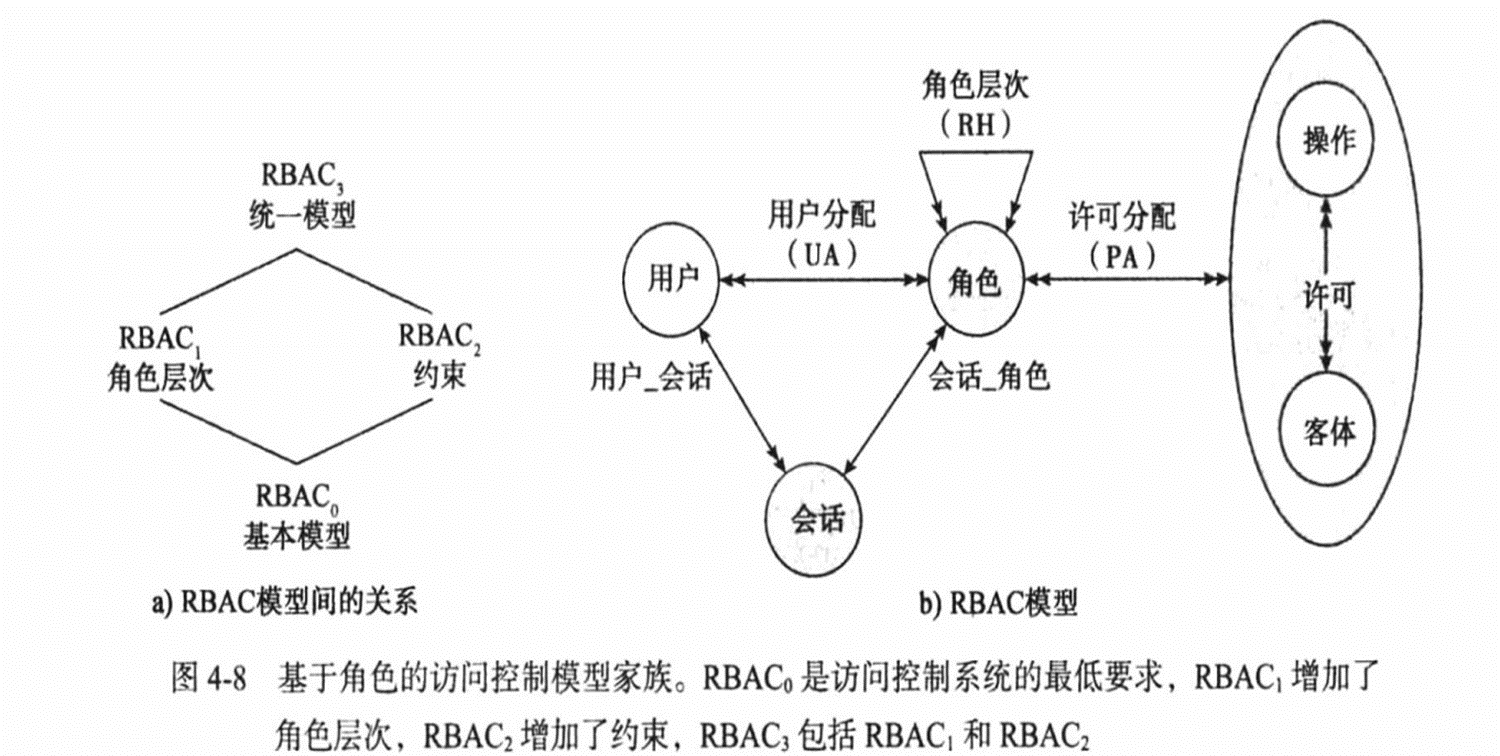 RBAC₃
统一模型
RBAC₁
角色层次
RBAC₂
约束
RBAC₀
基本模型
a) RBAC模型间的关系
角色层次
（RH）
用户分配
（UA）
许可分配
（PA）
用户
角色
操作
许可
客体
用户_会话
会话_角色
会话
b) RBAC模型
图 4-8 基于角色的访问控制模型家族。RBAC₀ 是访问控制系统的最低要求，RBAC₁ 增加了
角色层次，RBAC₂ 增加了约束，RBAC₃ 包括 RBAC₁ 和 RBAC₂